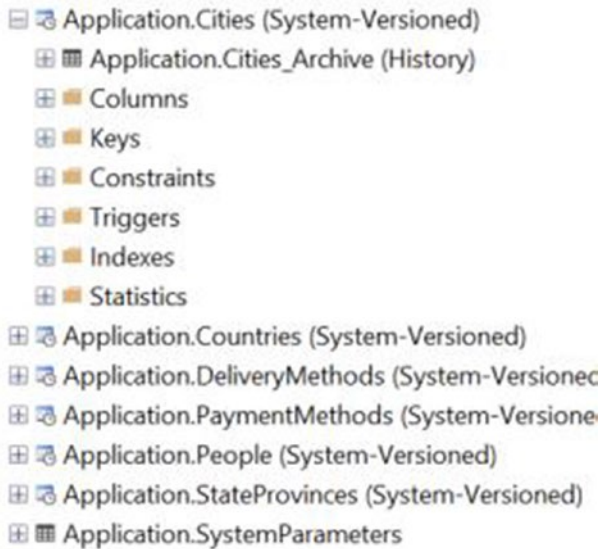 Application.Cities (System-Versioned)
Application.Cities_Archive (History)
Columns
Keys
Constraints
Triggers
Indexes
Statistics
Application.Countries (System-Versioned)
Application.DeliveryMethods (System-Versioned
Application.PaymentMethods (System-Versione
Application.People (System-Versioned)
Application.StateProvinces (System-Versioned)
Application.SystemParameters